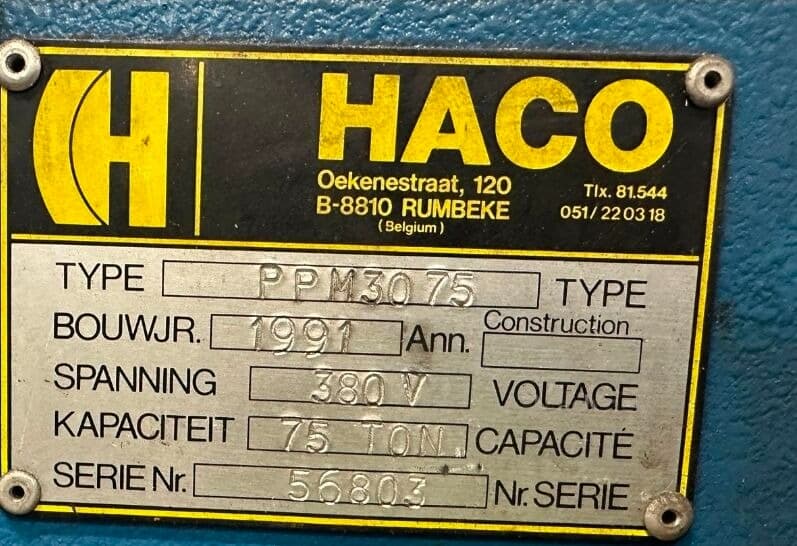 H HACO
Oekenestraat, 120
B-8810 RUMBEKE
(Belgium)
Tlx. 81.544
051/220318
TYPE PPM3075 TYPE
BOUWJR. 1991 Ann. Construction
SPANNING 380 V VOLTAGE
KAPACITEIT 75 TON. CAPACITÉ
SERIE Nr. 56803 Nr. SERIE